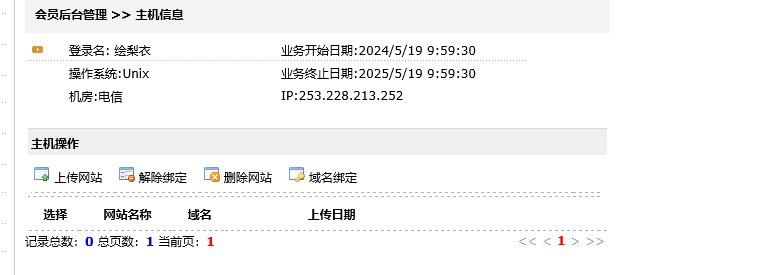 会员后台管理 >> 主机信息
登录名: 绘梨衣 业务开始日期:2024/5/19 9:59:30
操作系统:Unix 业务终止日期:2025/5/19 9:59:30
机房:电信 IP:253.228.213.252
主机操作
上传网站 解除绑定 删除网站 域名绑定
选择 网站名称 域名 上传日期
记录总数: 0 总页数: 1 当前页: 1 << < 1 > >>